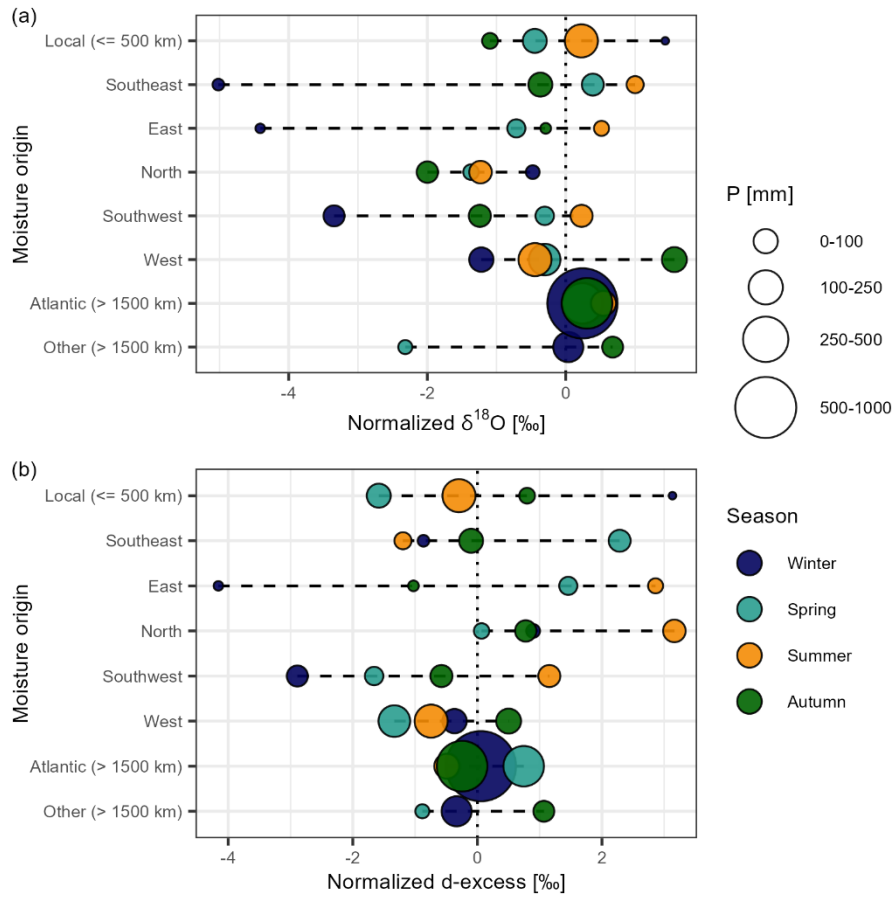 (a)
Moisture origin
Local (<= 500 km)
Southeast
East
North
Southwest
West
Atlantic (> 1500 km)
Other (> 1500 km)
-4 -2 0
Normalized δ¹⁸O [‰]
P [mm]
0-100
100-250
250-500
500-1000
(b)
Moisture origin
Local (<= 500 km)
Southeast
East
North
Southwest
West
Atlantic (> 1500 km)
Other (> 1500 km)
-4 -2 0 2
Normalized d-excess [‰]
Season
Winter
Spring
Summer
Autumn